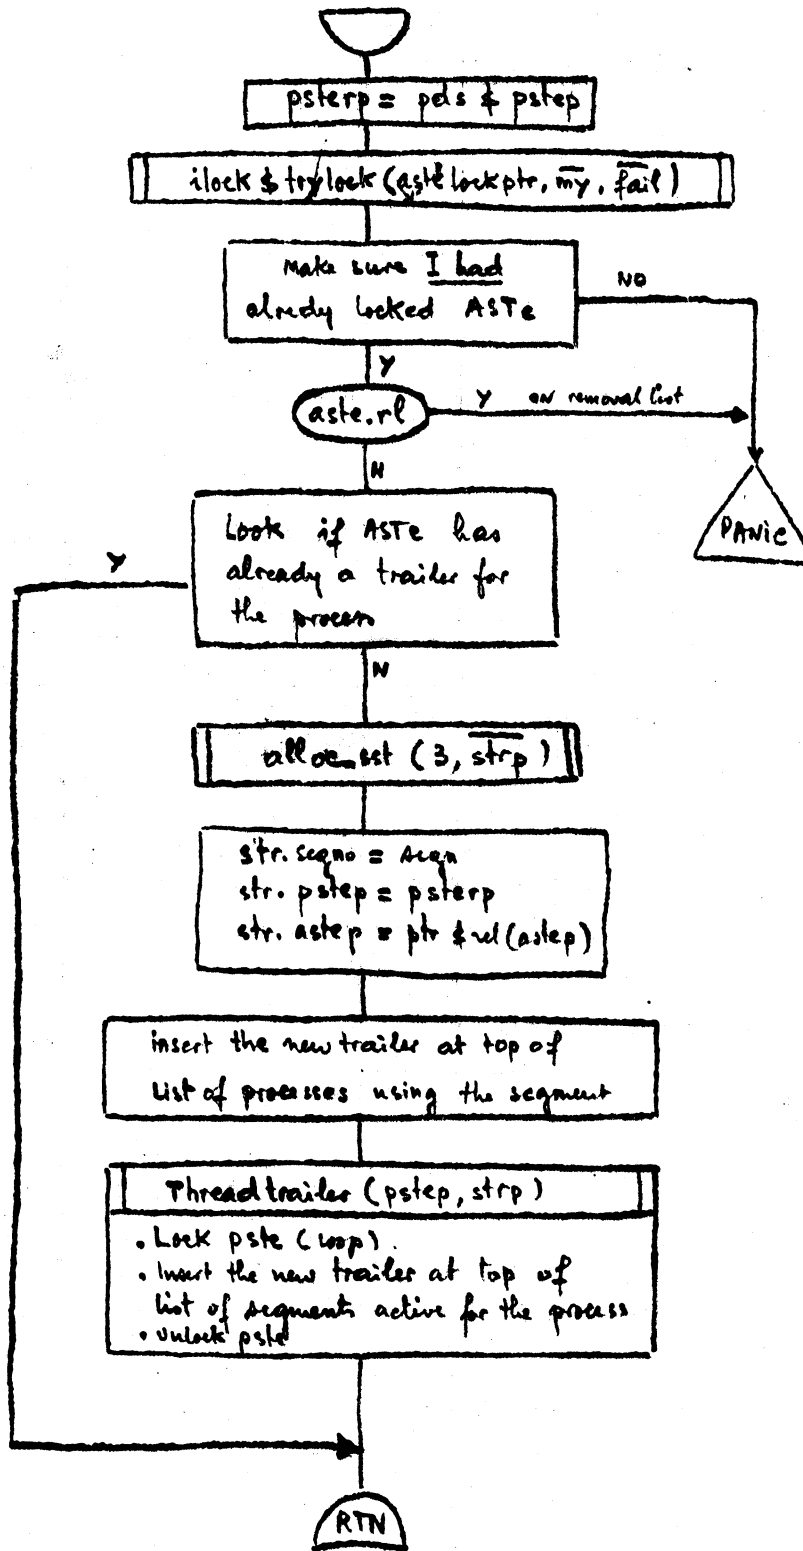 psterp = pds $ pstep
ilock $ trylock (aste lockptr, my, fail)
Make sure I had
alredy locked ASTe
NO
Y
aste.rl
Y on removal list
N
PANIC
Look if ASTe has
already a trailer for
the process
Y
N
alloc_sst (3, strp)
str.segno = segn
str. pstep = psterp
str. astep = ptr $ rel (astep)
insert the new trailer at top of
List of processes using the segment
Threadtrailer (pstep, strp)
. Lock pste (loop).
. Insert the new trailer at top of
list of segments active for the process
. Unlock pste
RTN